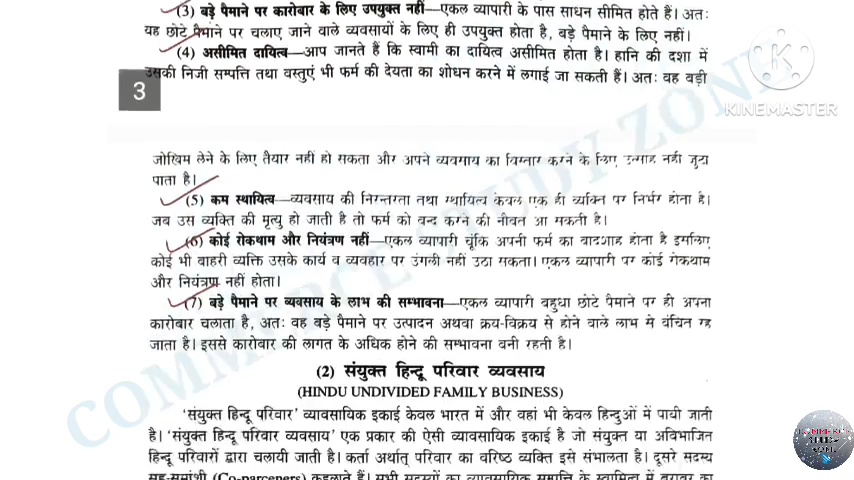 (3) बड़े पैमाने पर कारोबार के लिए उपयुक्त नहीं—एकल व्यापारी के पास साधन सीमित होते हैं। अतः
यह छोटे पैमाने पर चलाए जाने वाले व्यवसायों के लिए ही उपयुक्त होता है, बड़े पैमाने के लिए नहीं।
(4) असीमित दायित्व—आप जानते हैं कि स्वामी का दायित्व असीमित होता है। हानि की दशा में
उसकी निजी सम्पत्ति तथा वस्तुएं भी फर्म की देयता का शोधन करने में लगाई जा सकती हैं। अतः वह बड़ी
3
KINEMASTER
जोखिम लेने के लिए तैयार नहीं हो सकता और अपने व्यवसाय का विस्तार करने के लिए उत्साह नहीं जुटा
पाता है।
(5) कम स्थायित्व—व्यवसाय की निरन्तरता तथा स्थायित्व केवल एक ही व्यक्ति पर निर्भर होता है।
जब उस व्यक्ति की मृत्यु हो जाती है तो फर्म को बन्द करने की नौबत आ सकती है।
(6) कोई रोकथाम और नियंत्रण नहीं—एकल व्यापारी चूंकि अपनी फर्म का बादशाह होता है इसलिए
कोई भी बाहरी व्यक्ति उसके कार्य व व्यवहार पर उंगली नहीं उठा सकता। एकल व्यापारी पर कोई रोकथाम
और नियंत्रण नहीं होता।
(7) बड़े पैमाने पर व्यवसाय के लाभ की सम्भावना—एकल व्यापारी बहुधा छोटे पैमाने पर ही अपना
कारोबार चलाता है, अतः वह बड़े पैमाने पर उत्पादन अथवा क्रय-विक्रय से होने वाले लाभ से वंचित रह
जाता है। इससे कारोबार की लागत के अधिक होने की सम्भावना बनी रहती है।
(2) संयुक्त हिन्दू परिवार व्यवसाय
(HINDU UNDIVIDED FAMILY BUSINESS)
'संयुक्त हिन्दू परिवार' व्यावसायिक इकाई केवल भारत में और वहां भी केवल हिन्दुओं में पायी जाती
है। 'संयुक्त हिन्दू परिवार व्यवसाय' एक प्रकार की ऐसी व्यावसायिक इकाई है जो संयुक्त या अविभाजित
हिन्दू परिवारों द्वारा चलायी जाती है। कर्ता अर्थात् परिवार का वरिष्ठ व्यक्ति इसे संभालता है। दूसरे सदस्य
सह-समांशी (Co-parceners) कहलाते हैं। सभी सदस्यों का व्यावसायिक सम्पत्ति के स्वामित्व में बराबर का
COMMERCE STUDY ZONE